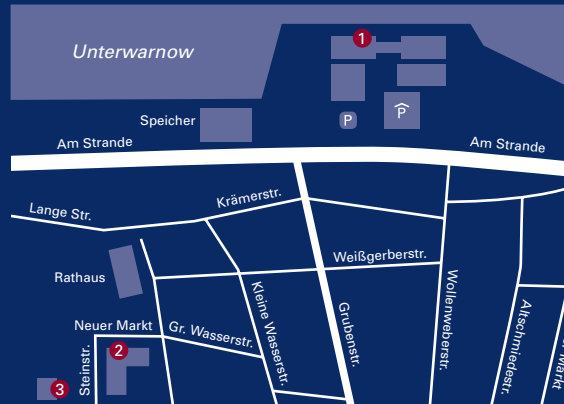 Unterwarnow
1
Speicher
P
P
Am Strande
Am Strande
Lange Str.
Krämerstr.
Weißgerberstr.
Rathaus
Neuer Markt
Gr. Wasserstr.
Kleine Wasserstr.
Grubenstr.
Wollenweberstr.
Altschmiedestr.
Markt
Steinstr.
2
3